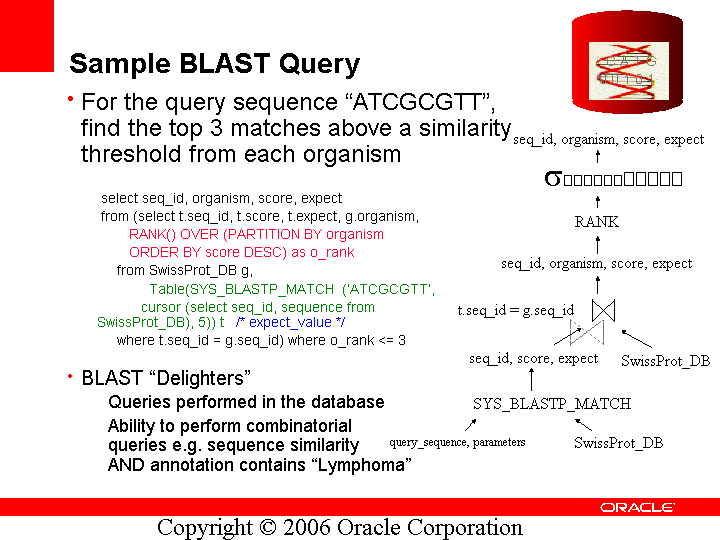 Sample BLAST Query
• For the query sequence “ATCGCGTT”,
find the top 3 matches above a similarity
threshold from each organism
select seq_id, organism, score, expect
from (select t.seq_id, t.score, t.expect, g.organism,
RANK() OVER (PARTITION BY organism
ORDER BY score DESC) as o_rank
from SwissProt_DB g,
Table(SYS_BLASTP_MATCH ('ATCGCGTT',
cursor (select seq_id, sequence from
SwissProt_DB), 5)) t /* expect_value */
where t.seq_id = g.seq_id) where o_rank <= 3
• BLAST “Delighters”
Queries performed in the database
Ability to perform combinatorial
queries e.g. sequence similarity
AND annotation contains “Lymphoma”
seq_id, organism, score, expect
σ
RANK
seq_id, organism, score, expect
t.seq_id = g.seq_id
seq_id, score, expect
SwissProt_DB
SYS_BLASTP_MATCH
query_sequence, parameters
SwissProt_DB
ORACLE
Copyright © 2006 Oracle Corporation